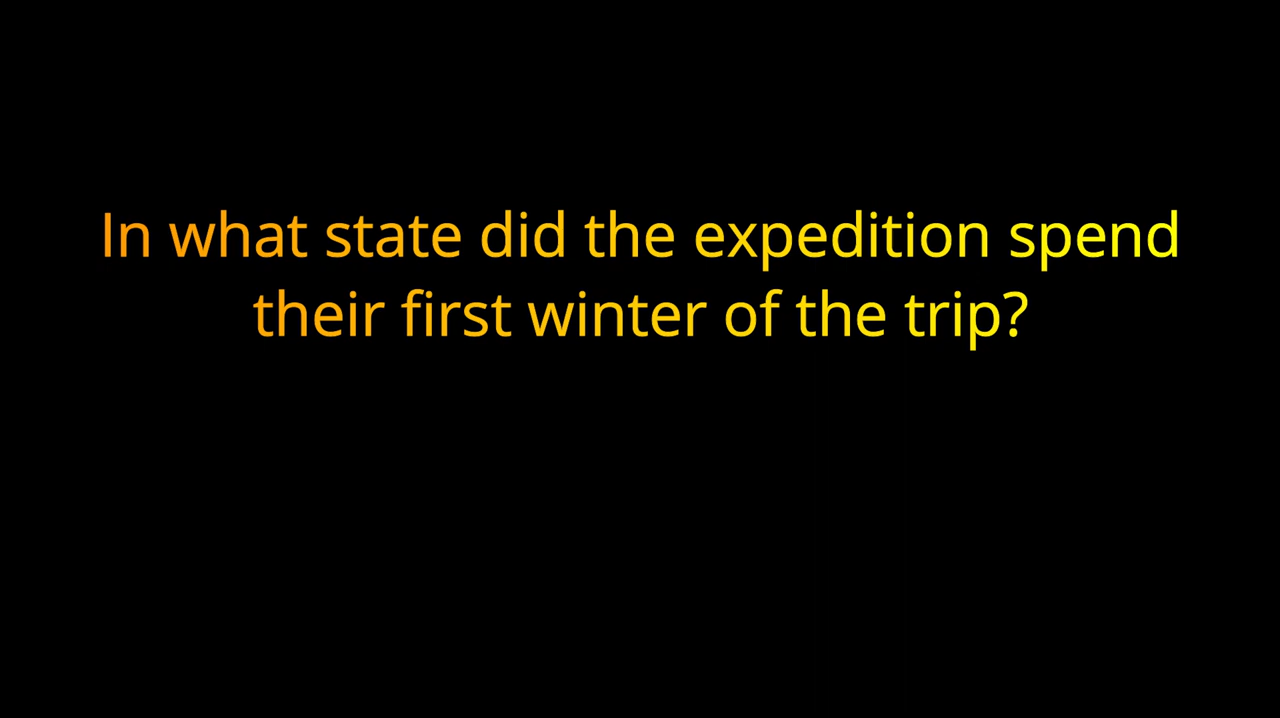 In what state did the expedition spend
their first winter of the trip?